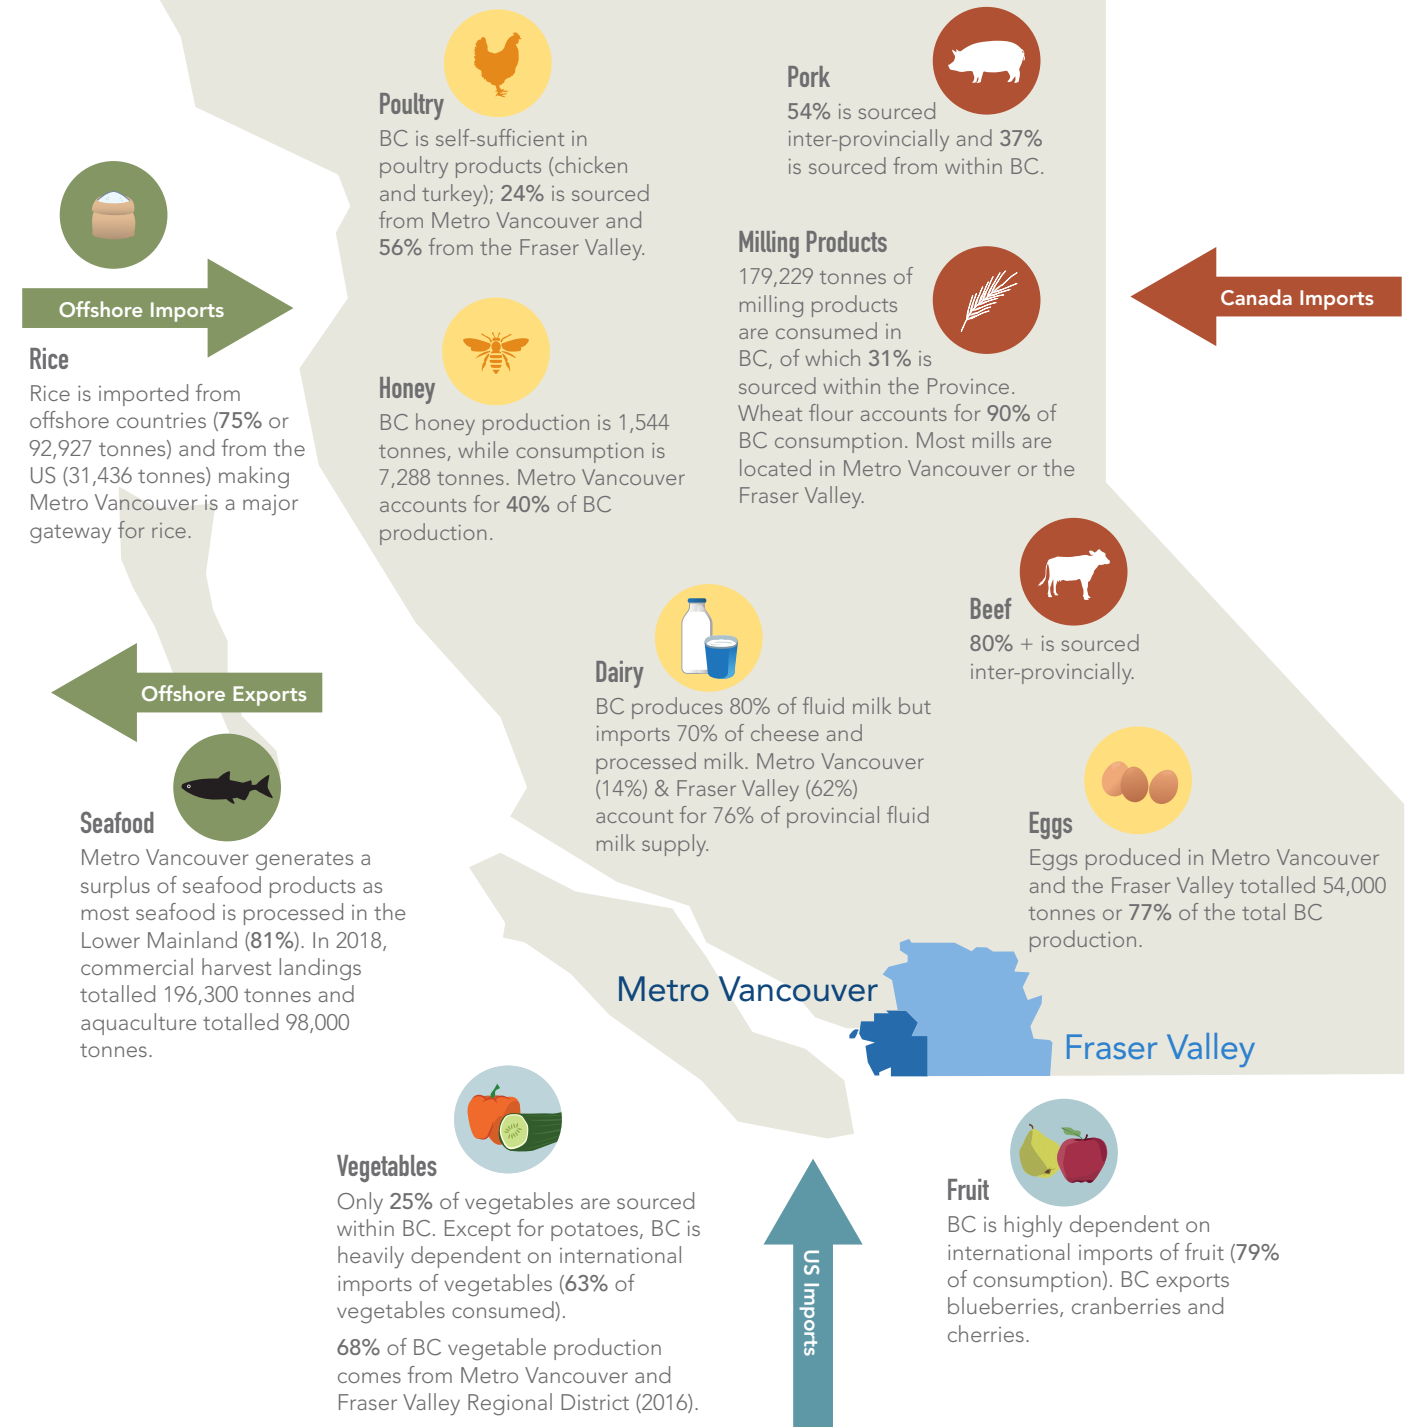 Poultry
BC is self-sufficient in
poultry products (chicken
and turkey); 24% is sourced
from Metro Vancouver and
56% from the Fraser Valley.
Pork
54% is sourced
inter-provincially and 37%
is sourced from within BC.
Offshore Imports
Rice
Rice is imported from
offshore countries (75% or
92,927 tonnes) and from the
US (31,436 tonnes) making
Metro Vancouver is a major
gateway for rice.
Honey
BC honey production is 1,544
tonnes, while consumption is
7,288 tonnes. Metro Vancouver
accounts for 40% of BC
production.
Milling Products
179,229 tonnes of
milling products
are consumed in
BC, of which 31% is
sourced within the Province.
Wheat flour accounts for 90% of
BC consumption. Most mills are
located in Metro Vancouver or the
Fraser Valley.
Canada Imports
Beef
80% + is sourced
inter-provincially.
Offshore Exports
Seafood
Metro Vancouver generates a
surplus of seafood products as
most seafood is processed in the
Lower Mainland (81%). In 2018,
commercial harvest landings
totalled 196,300 tonnes and
aquaculture totalled 98,000
tonnes.
Dairy
BC produces 80% of fluid milk but
imports 70% of cheese and
processed milk. Metro Vancouver
(14%) & Fraser Valley (62%)
account for 76% of provincial fluid
milk supply.
Eggs
Eggs produced in Metro Vancouver
and the Fraser Valley totalled 54,000
tonnes or 77% of the total BC
production.
Metro Vancouver
Fraser Valley
Vegetables
Only 25% of vegetables are sourced
within BC. Except for potatoes, BC is
heavily dependent on international
imports of vegetables (63% of
vegetables consumed).
68% of BC vegetable production
comes from Metro Vancouver and
Fraser Valley Regional District (2016).
US Imports
Fruit
BC is highly dependent on
international imports of fruit (79%
of consumption). BC exports
blueberries, cranberries and
cherries.